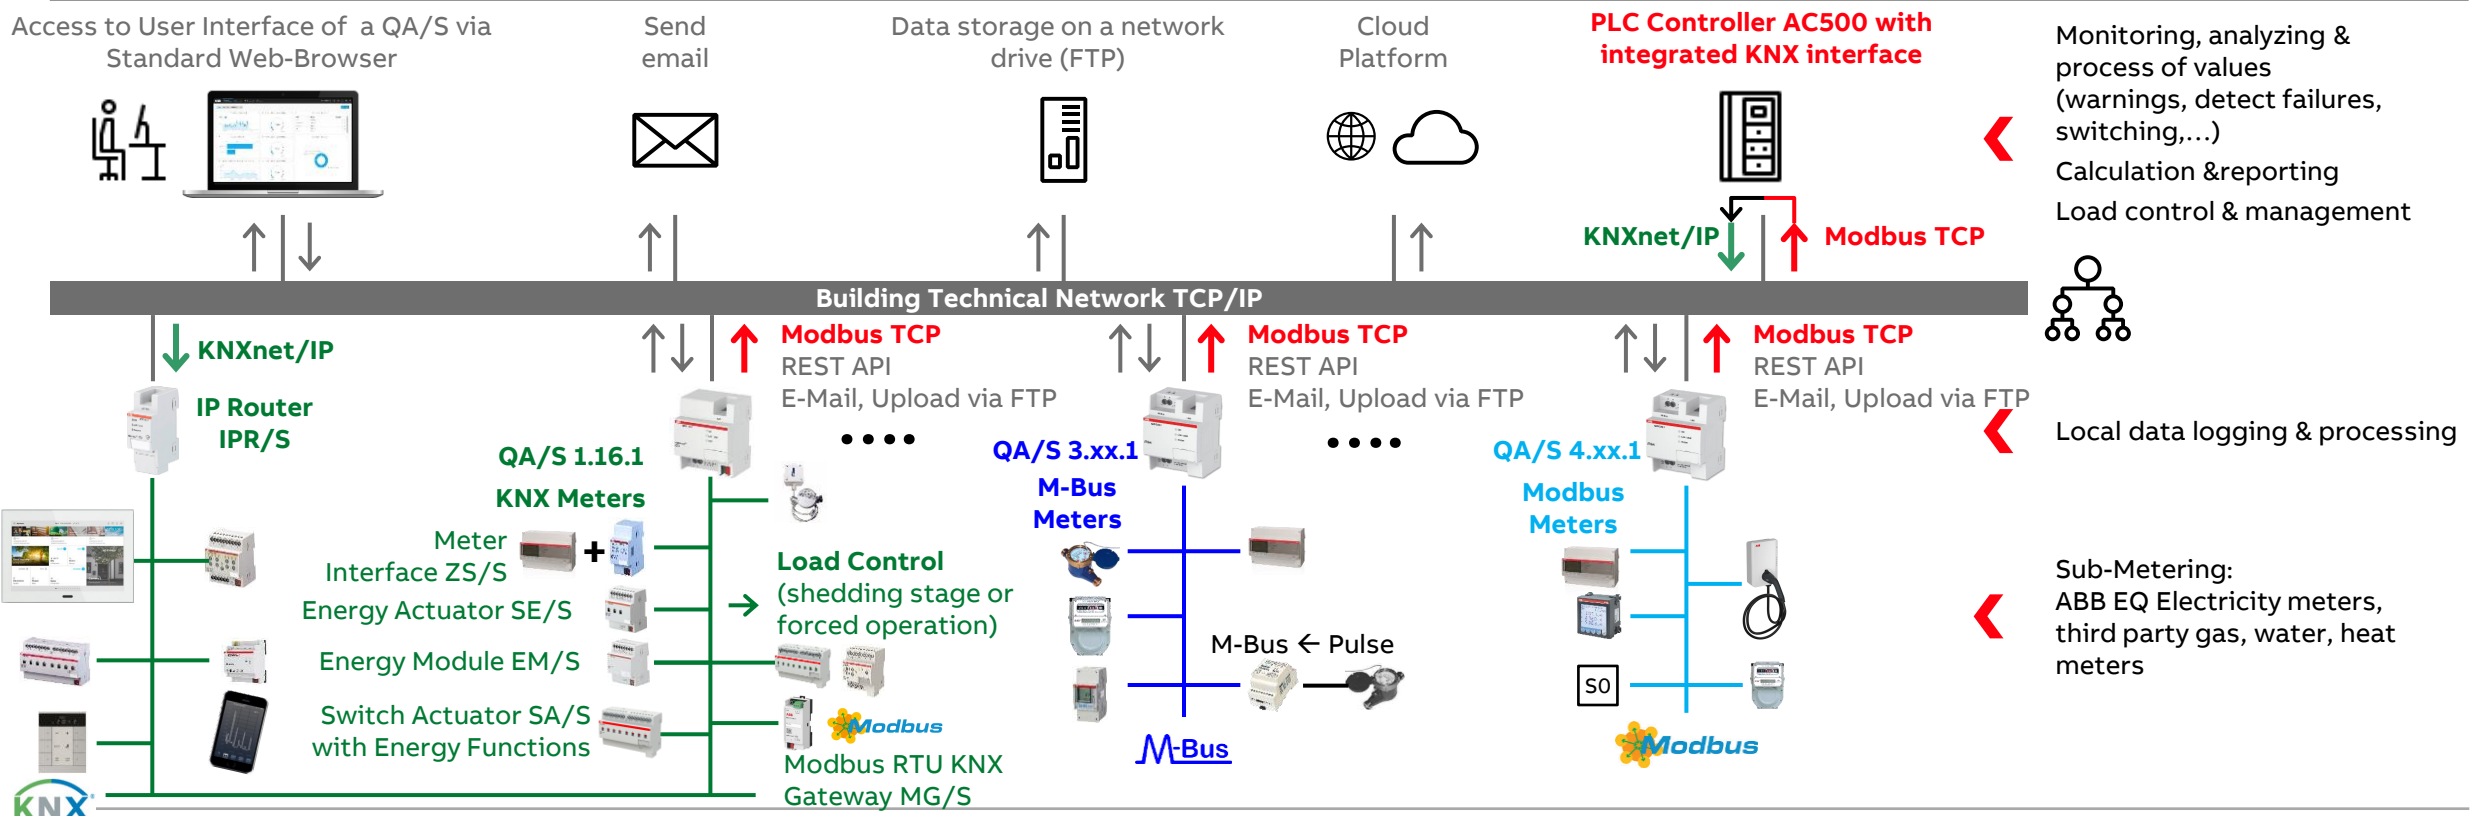 Access to User Interface of a QA/S via
Standard Web-Browser
Send
email
Data storage on a network
drive (FTP)
Cloud
Platform
PLC Controller AC500 with
integrated KNX interface
Monitoring, analyzing &
process of values
(warnings, detect failures,
switching,...)
Calculation &reporting
Load control & management
KNXnet/IP
Modbus TCP
Building Technical Network TCP/IP
KNXnet/IP
IP Router
IPR/S
Modbus TCP
REST API
E-Mail, Upload via FTP
Modbus TCP
REST API
E-Mail, Upload via FTP
Modbus TCP
REST API
E-Mail, Upload via FTP
Local data logging & processing
QA/S 1.16.1
KNX Meters
Meter
Interface ZS/S
+
Energy Actuator SE/S
Energy Module EM/S
Switch Actuator SA/S
with Energy Functions
Load Control
(shedding stage or
forced operation)
Modbus
Modbus RTU KNX
Gateway MG/S
KNX
QA/S 3.xx.1
M-Bus
Meters
M-Bus ← Pulse
M-Bus
QA/S 4.xx.1
Modbus
Meters
S0
Modbus
Sub-Metering:
ABB EQ Electricity meters,
third party gas, water, heat
meters